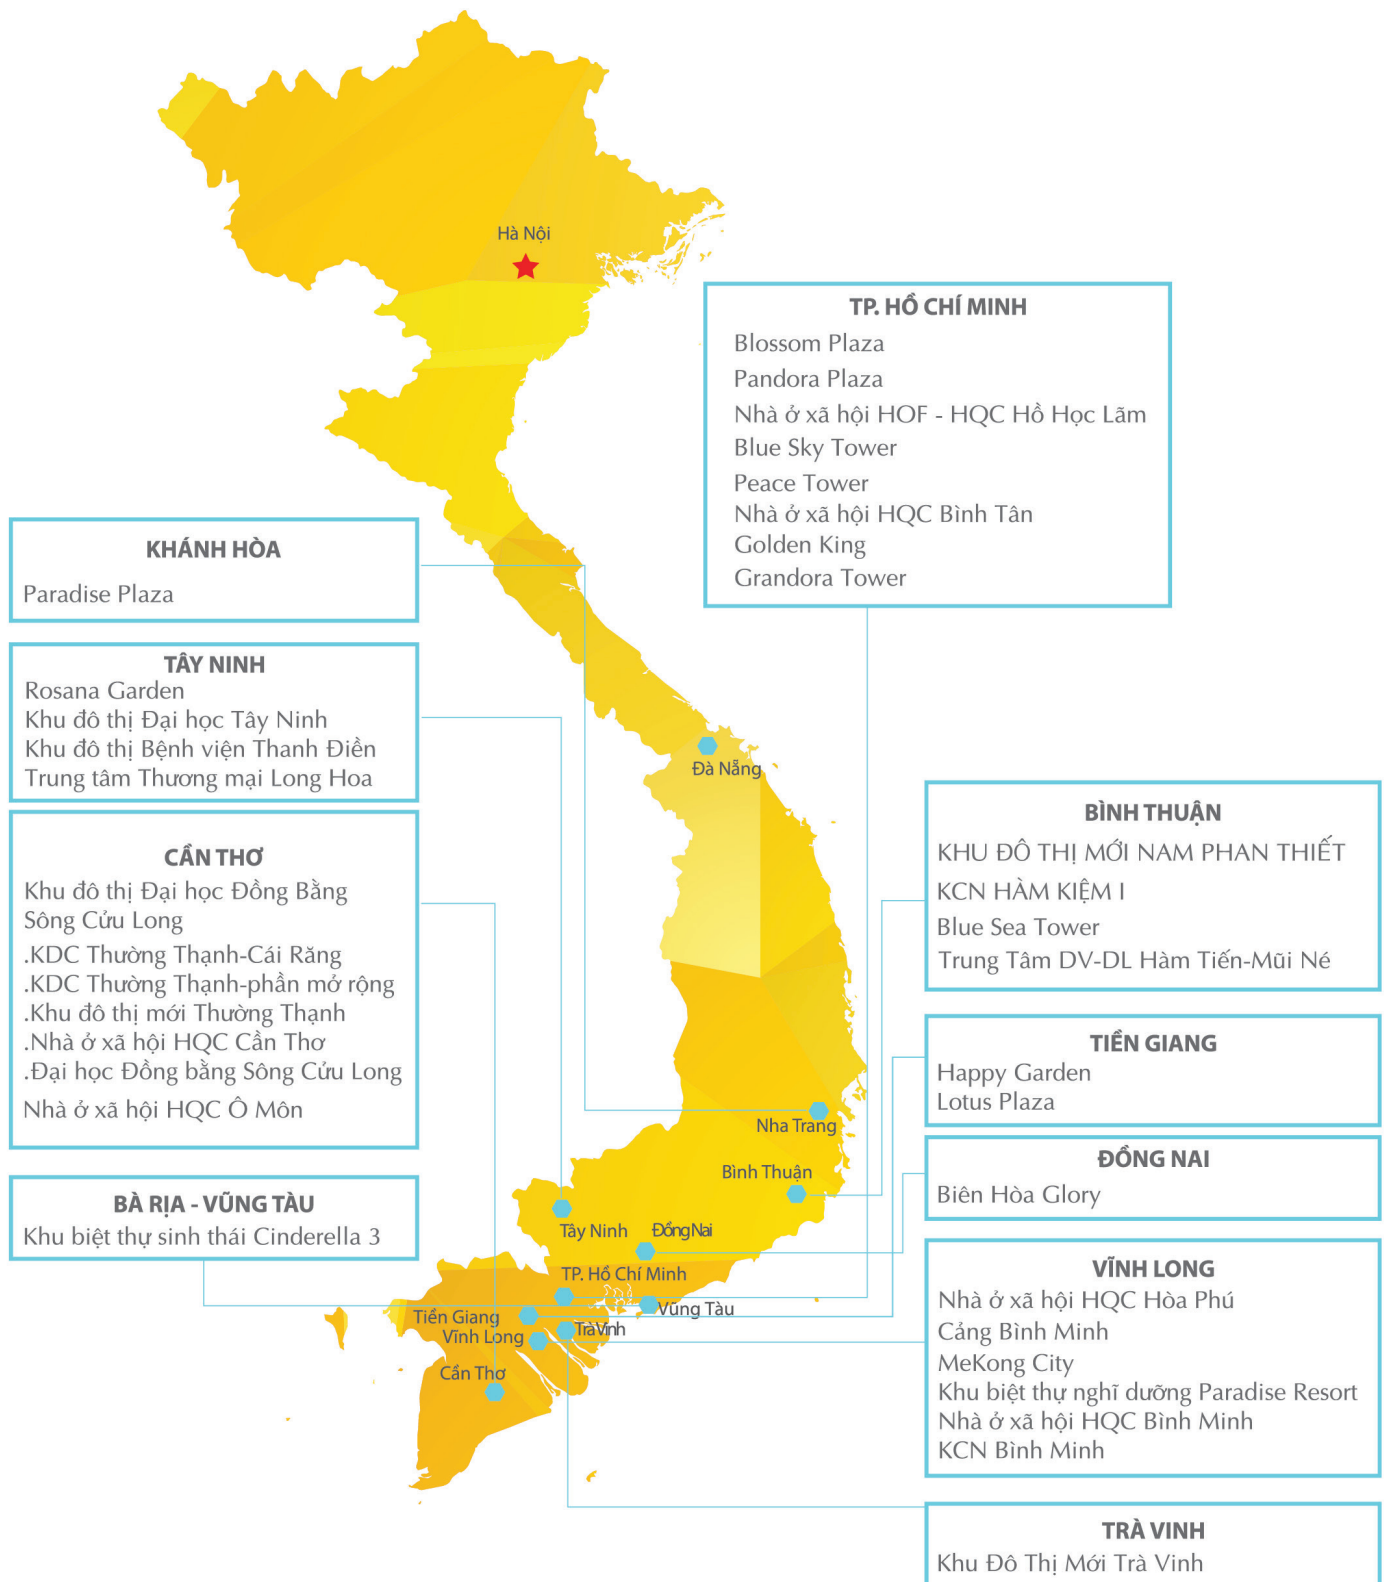 Hà Nội
TP. HỒ CHÍ MINH
Blossom Plaza
Pandora Plaza
Nhà ở xã hội HOF - HQC Hồ Học Lãm
Blue Sky Tower
Peace Tower
Nhà ở xã hội HQC Bình Tân
Golden King
Grandora Tower
KHÁNH HÒA
Paradise Plaza
TÂY NINH
Rosana Garden
Khu đô thị Đại học Tây Ninh
Khu đô thị Bệnh viện Thanh Điền
Trung tâm Thương mại Long Hoa
CẦN THƠ
Khu đô thị Đại học Đồng Bằng
Sông Cửu Long
.KDC Thường Thạnh-Cái Răng
.KDC Thường Thạnh-phần mở rộng
.Khu đô thị mới Thường Thạnh
.Nhà ở xã hội HQC Cần Thơ
.Đại học Đồng bằng Sông Cửu Long
Nhà ở xã hội HQC Ô Môn
BÀ RỊA - VŨNG TÀU
Khu biệt thự sinh thái Cinderella 3
Đà Nẵng
Nha Trang
Bình Thuận
Tây Ninh
Đồng Nai
TP. Hồ Chí Minh
Vũng Tàu
Tiền Giang
Trà Vinh
Vĩnh Long
Cần Thơ
BÌNH THUẬN
KHU ĐÔ THỊ MỚI NAM PHAN THIẾT
KCN HÀM KIỆM I
Blue Sea Tower
Trung Tâm DV-DL Hàm Tiến-Mũi Né
TIỀN GIANG
Happy Garden
Lotus Plaza
ĐỒNG NAI
Biên Hòa Glory
VĨNH LONG
Nhà ở xã hội HQC Hòa Phú
Cảng Bình Minh
MeKong City
Khu biệt thự nghĩ dưỡng Paradise Resort
Nhà ở xã hội HQC Bình Minh
KCN Bình Minh
TRÀ VINH
Khu Đô Thị Mới Trà Vinh